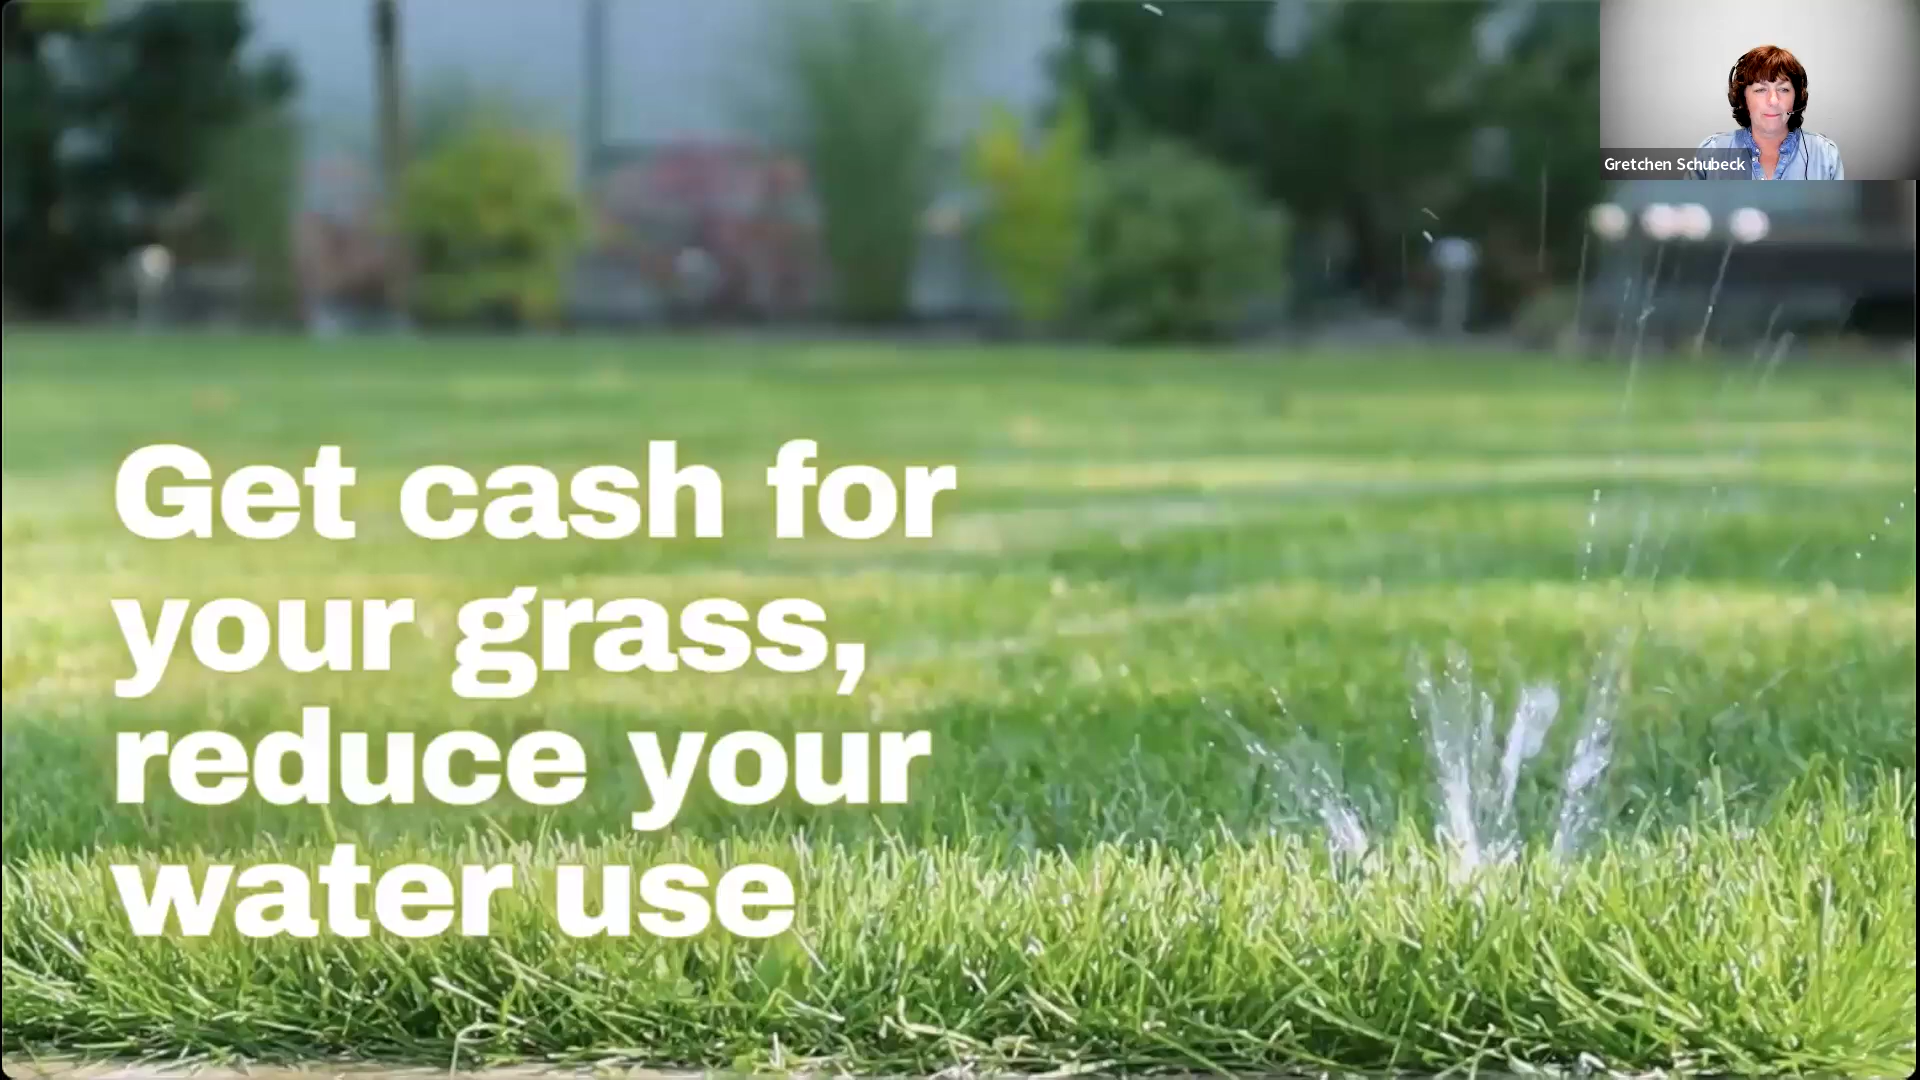 Gretchen Schubeck
Get cash for
your grass,
reduce your
water use